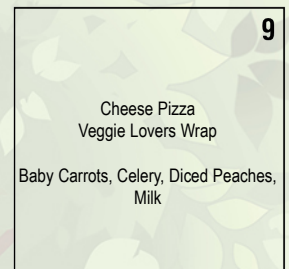 9
Cheese Pizza
Veggie Lovers Wrap
Baby Carrots, Celery, Diced Peaches,
Milk